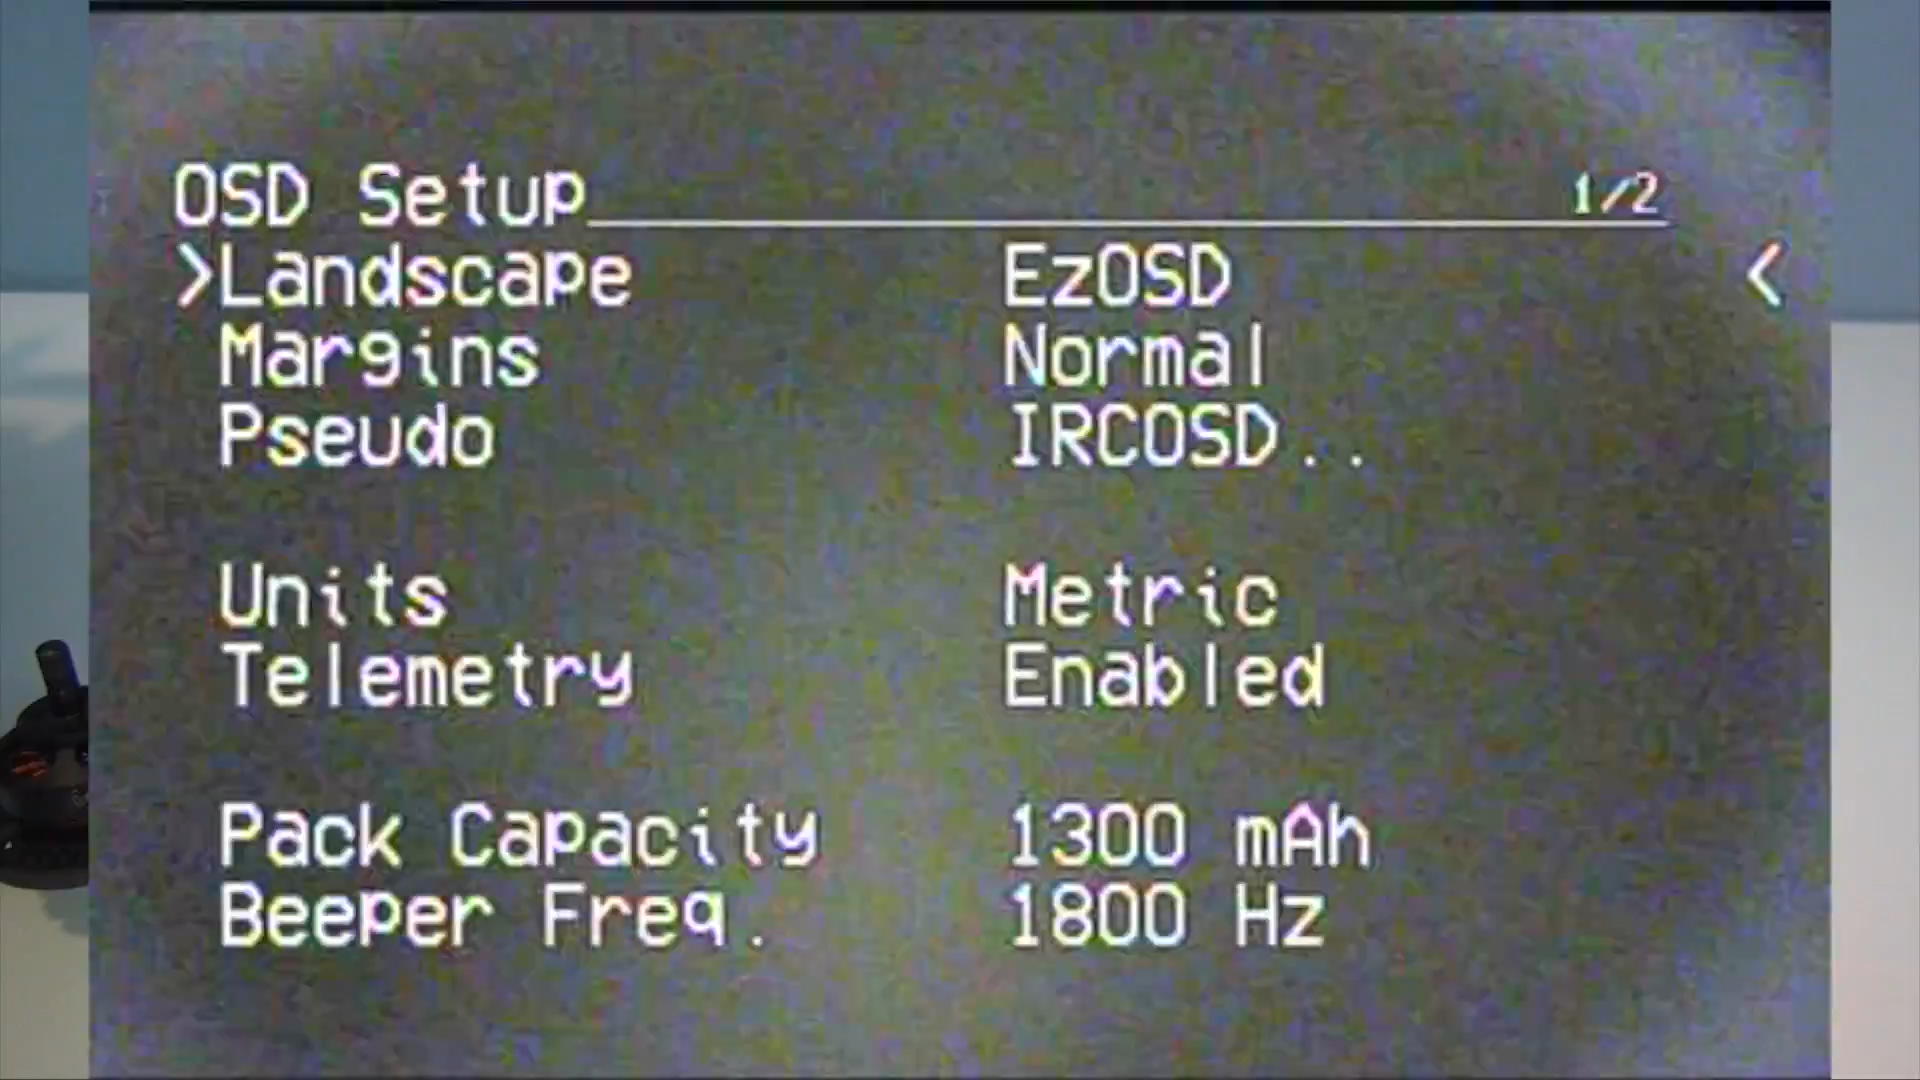 OSD Setup 1/2
>Landscape EzOSD <
Margins Normal
Pseudo IRCOSD..
Units Metric
Telemetry Enabled
Pack Capacity 1300 mAh
Beeper Freq. 1800 Hz